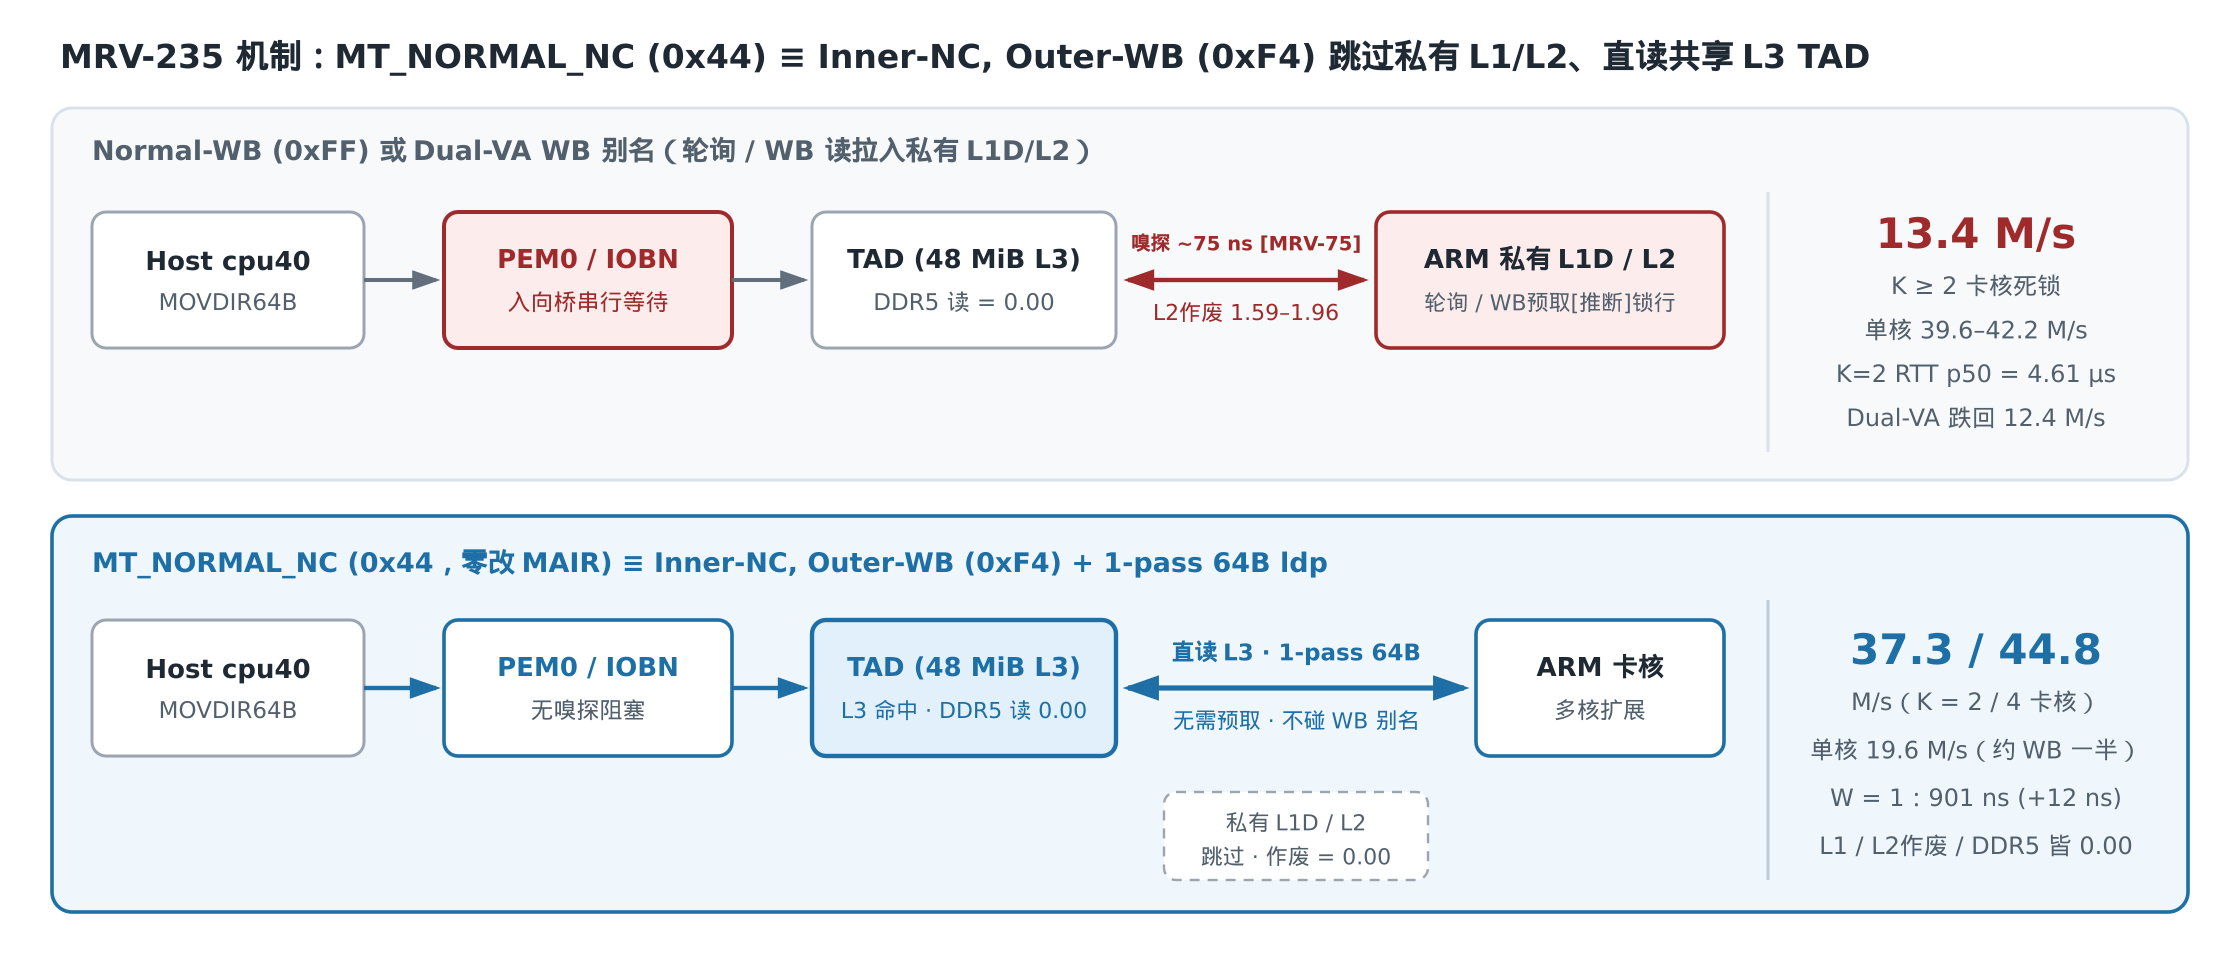 MRV-235 机制：MT_NORMAL_NC (0x44) ≡ Inner-NC, Outer-WB (0xF4) 跳过私有 L1/L2、直读共享 L3 TAD
Normal-WB (0xFF) 或 Dual-VA WB 别名（轮询 / WB 读拉入私有 L1D/L2）
Host cpu40
MOVDIR64B
PEM0 / IOBN
入向桥串行等待
TAD (48 MiB L3)
DDR5 读 = 0.00
嗅探 ~75 ns [MRV-75]
L2作废 1.59–1.96
ARM 私有 L1D / L2
轮询 / WB预取[推断]锁行
13.4 M/s
K ≥ 2 卡核死锁
单核 39.6–42.2 M/s
K=2 RTT p50 = 4.61 µs
Dual-VA 跌回 12.4 M/s
MT_NORMAL_NC (0x44，零改 MAIR) ≡ Inner-NC, Outer-WB (0xF4) + 1-pass 64B ldp
Host cpu40
MOVDIR64B
PEM0 / IOBN
无嗅探阻塞
TAD (48 MiB L3)
L3 命中 · DDR5 读 0.00
直读 L3 · 1-pass 64B
无需预取 · 不碰 WB 别名
ARM 卡核
多核扩展
私有 L1D / L2
跳过 · 作废 = 0.00
37.3 / 44.8
M/s（K = 2 / 4 卡核）
单核 19.6 M/s（约 WB 一半）
W = 1：901 ns (+12 ns)
L1 / L2作废 / DDR5 皆 0.00